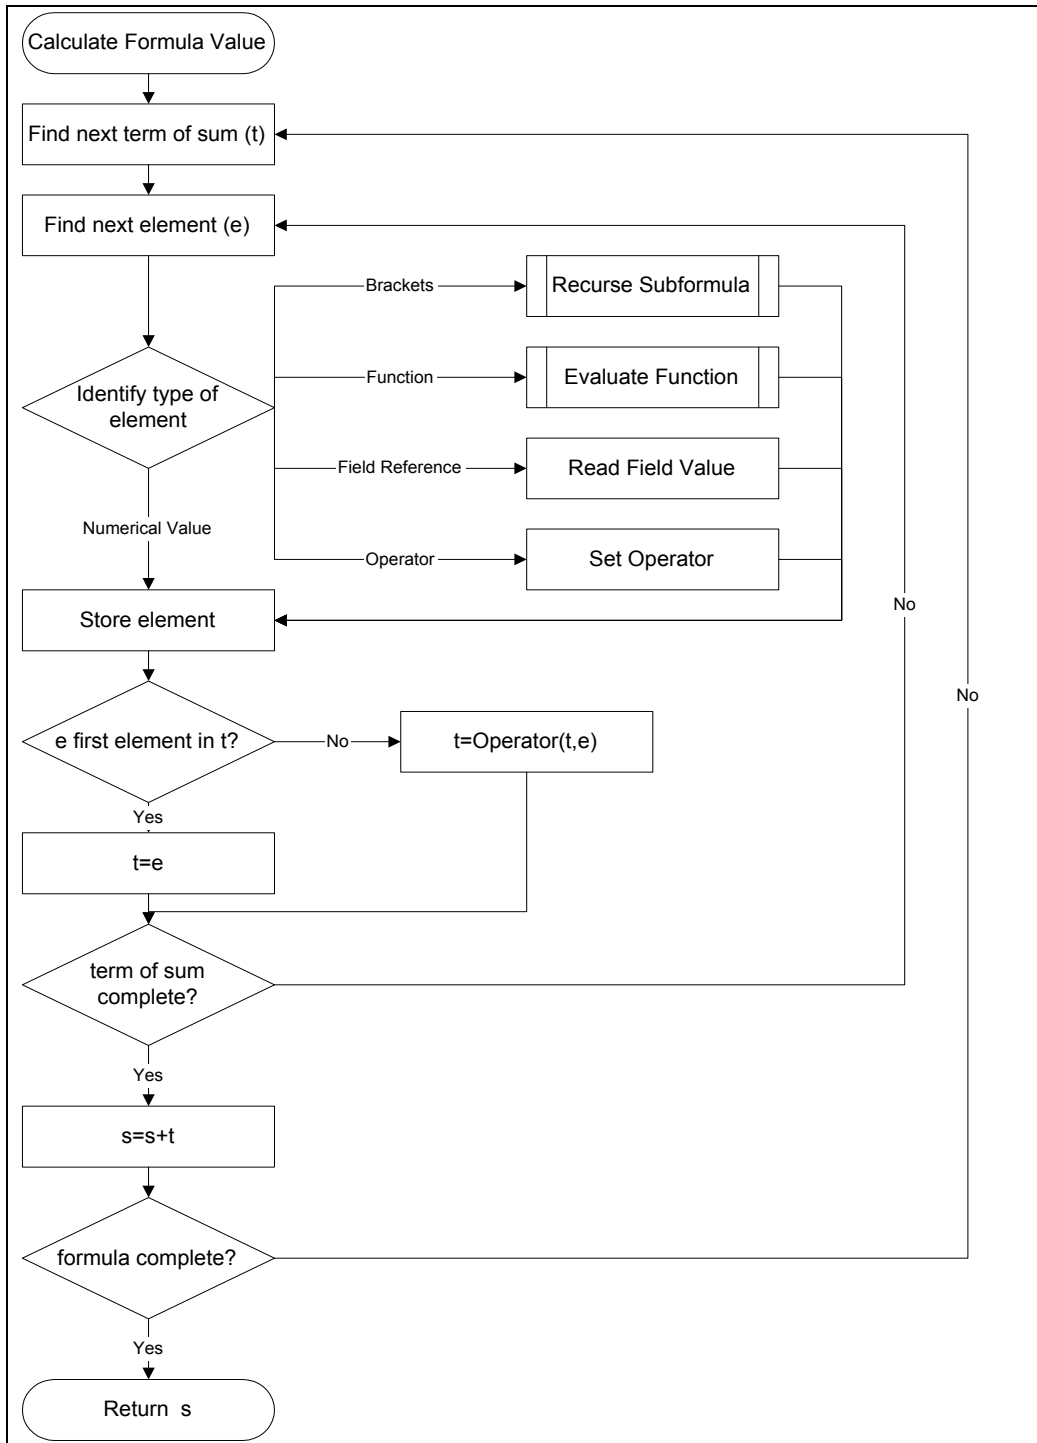 Calculate Formula Value
Find next term of sum (t)
Find next element (e)
Brackets
Recurse Subformula
Function
Evaluate Function
Identify type of
element
Field Reference
Read Field Value
Numerical Value
Operator
Set Operator
Store element
No
No
e first element in t?
No
t=Operator(t,e)
Yes
t=e
term of sum
complete?
Yes
s=s+t
formula complete?
Yes
Return s